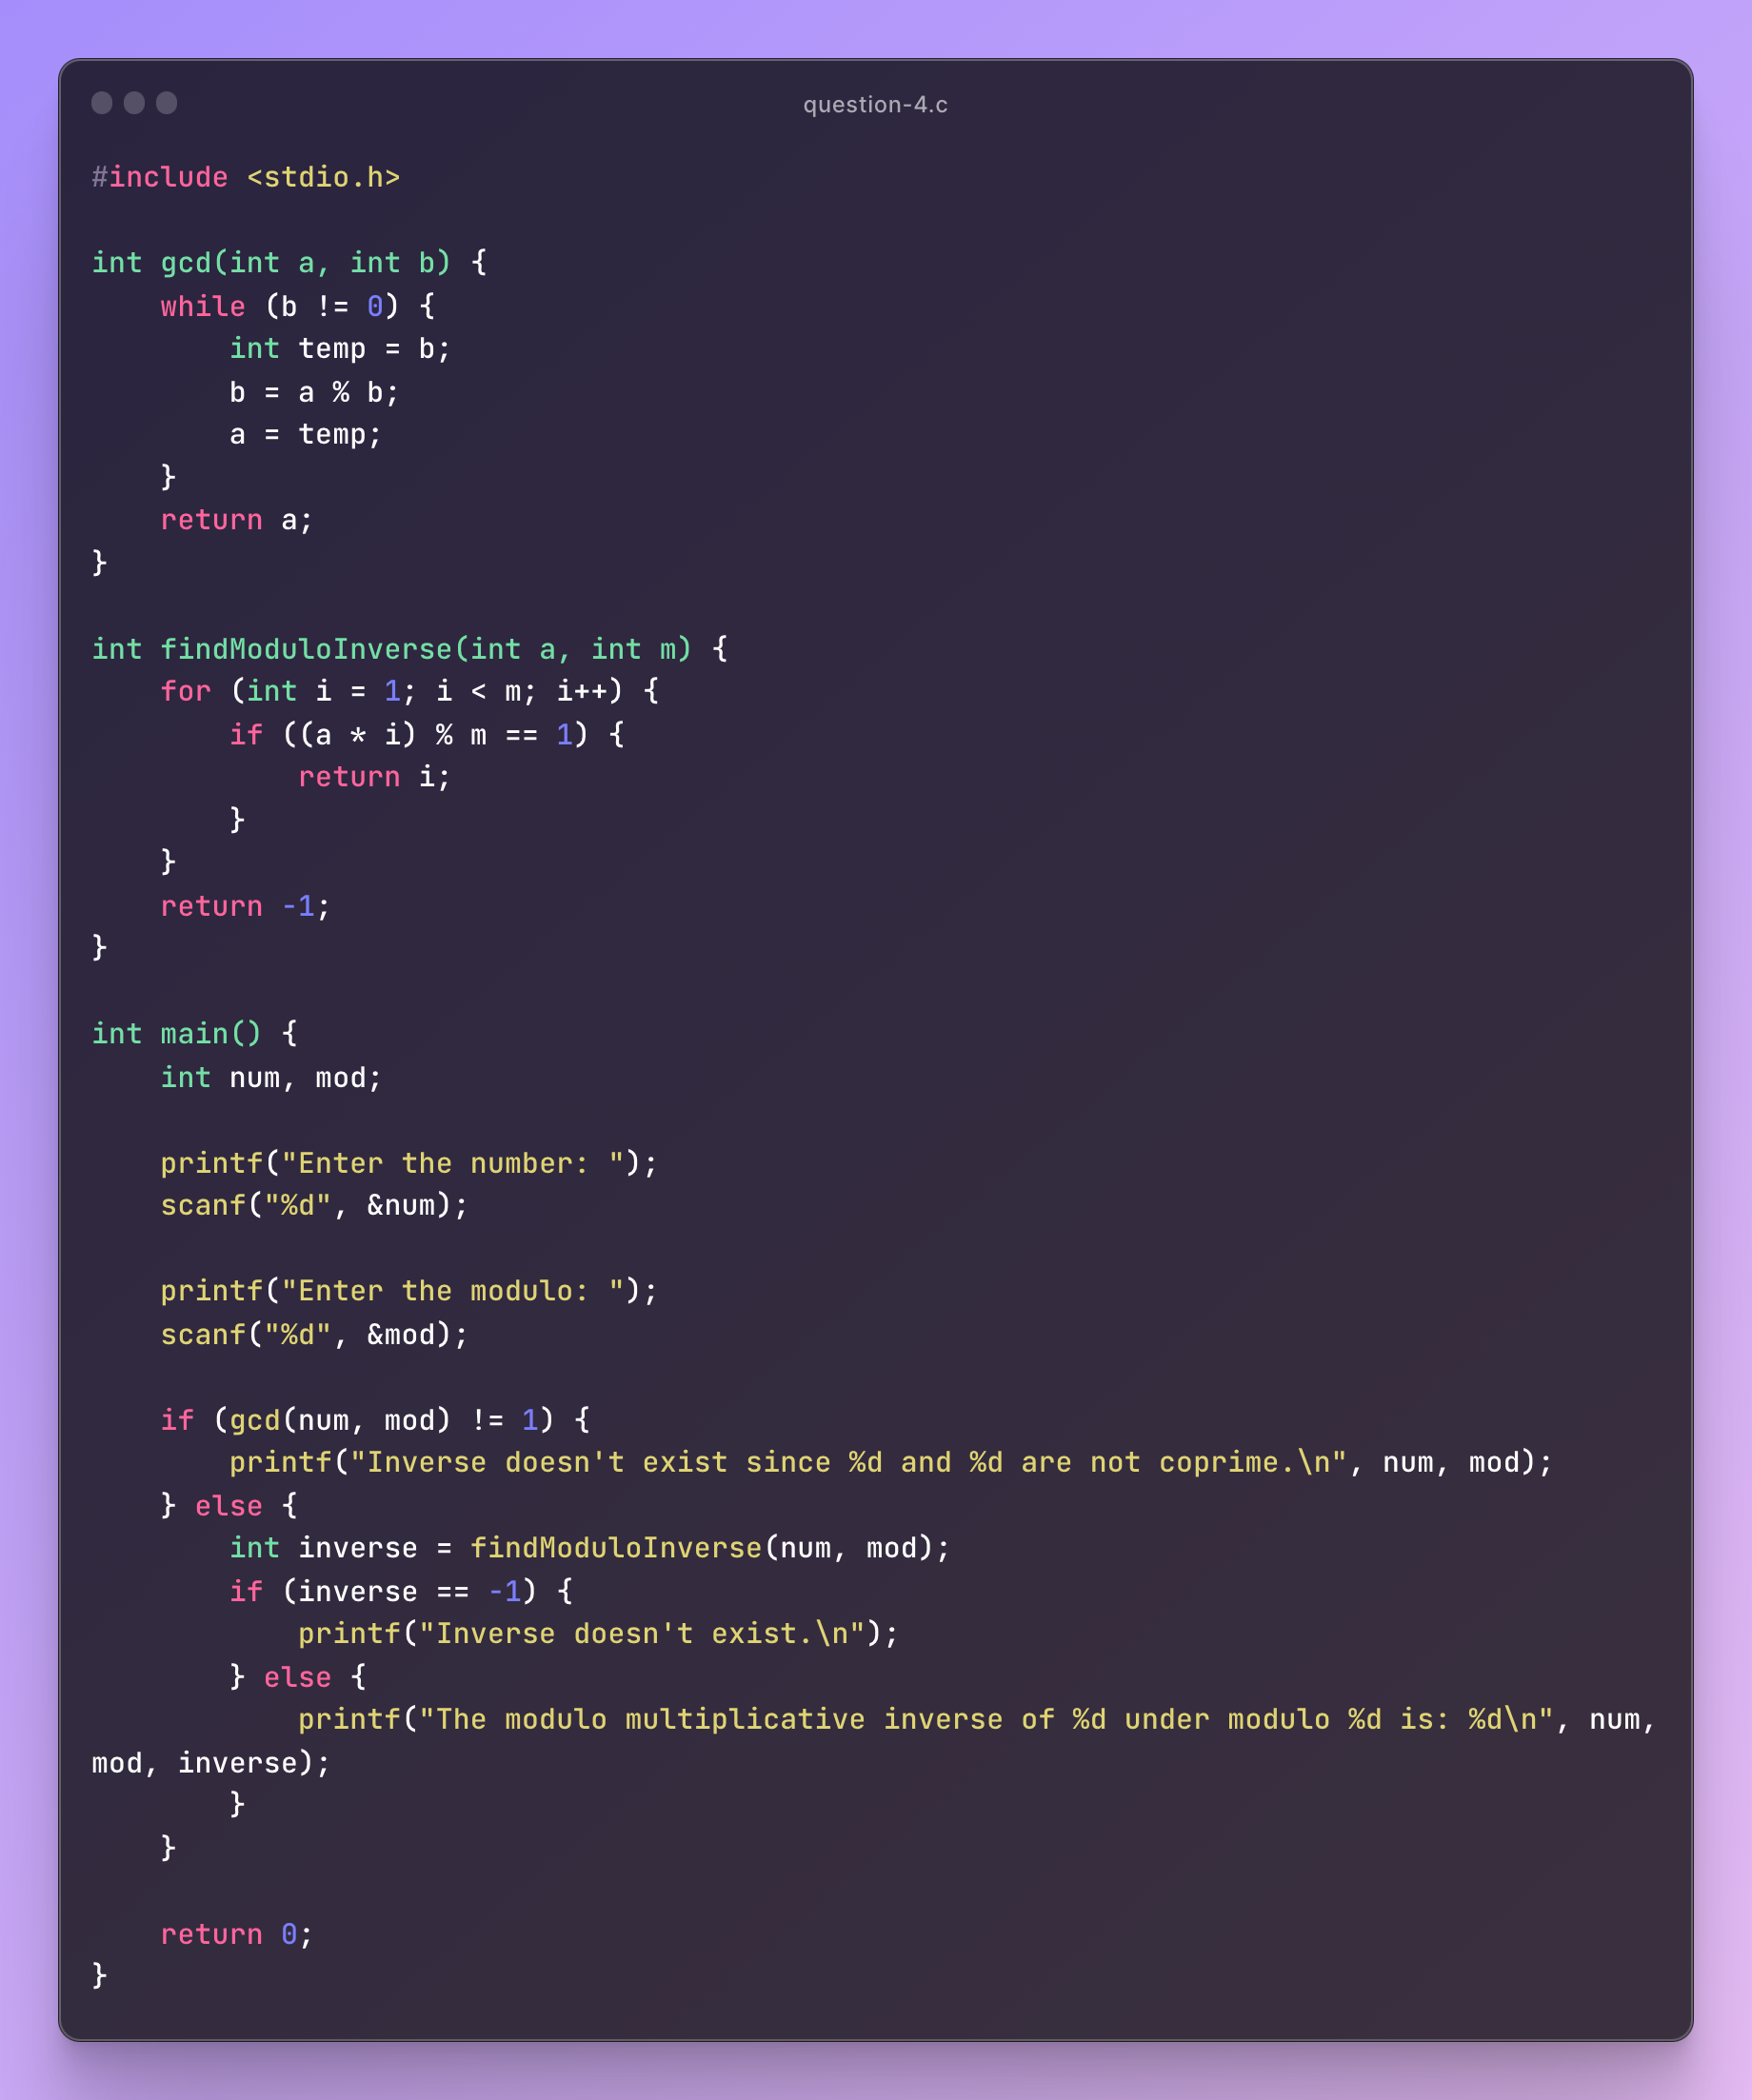 question-4.c
#include <stdio.h>
int gcd(int a, int b) {
    while (b != 0) {
        int temp = b;
        b = a % b;
        a = temp;
    }
    return a;
}
int findModuloInverse(int a, int m) {
    for (int i = 1; i < m; i++) {
        if ((a * i) % m == 1) {
            return i;
        }
    }
    return -1;
}
int main() {
    int num, mod;
    printf("Enter the number: ");
    scanf("%d", &num);
    printf("Enter the modulo: ");
    scanf("%d", &mod);
    if (gcd(num, mod) != 1) {
        printf("Inverse doesn't exist since %d and %d are not coprime.\n", num, mod);
    } else {
        int inverse = findModuloInverse(num, mod);
        if (inverse == -1) {
            printf("Inverse doesn't exist.\n");
        } else {
            printf("The modulo multiplicative inverse of %d under modulo %d is: %d\n", num,
mod, inverse);
        }
    }
    return 0;
}